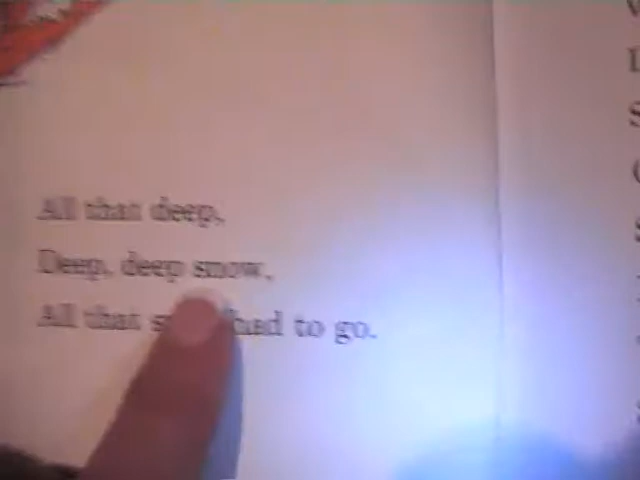 All that deep,
Deep, deep snow,
All that had to go.